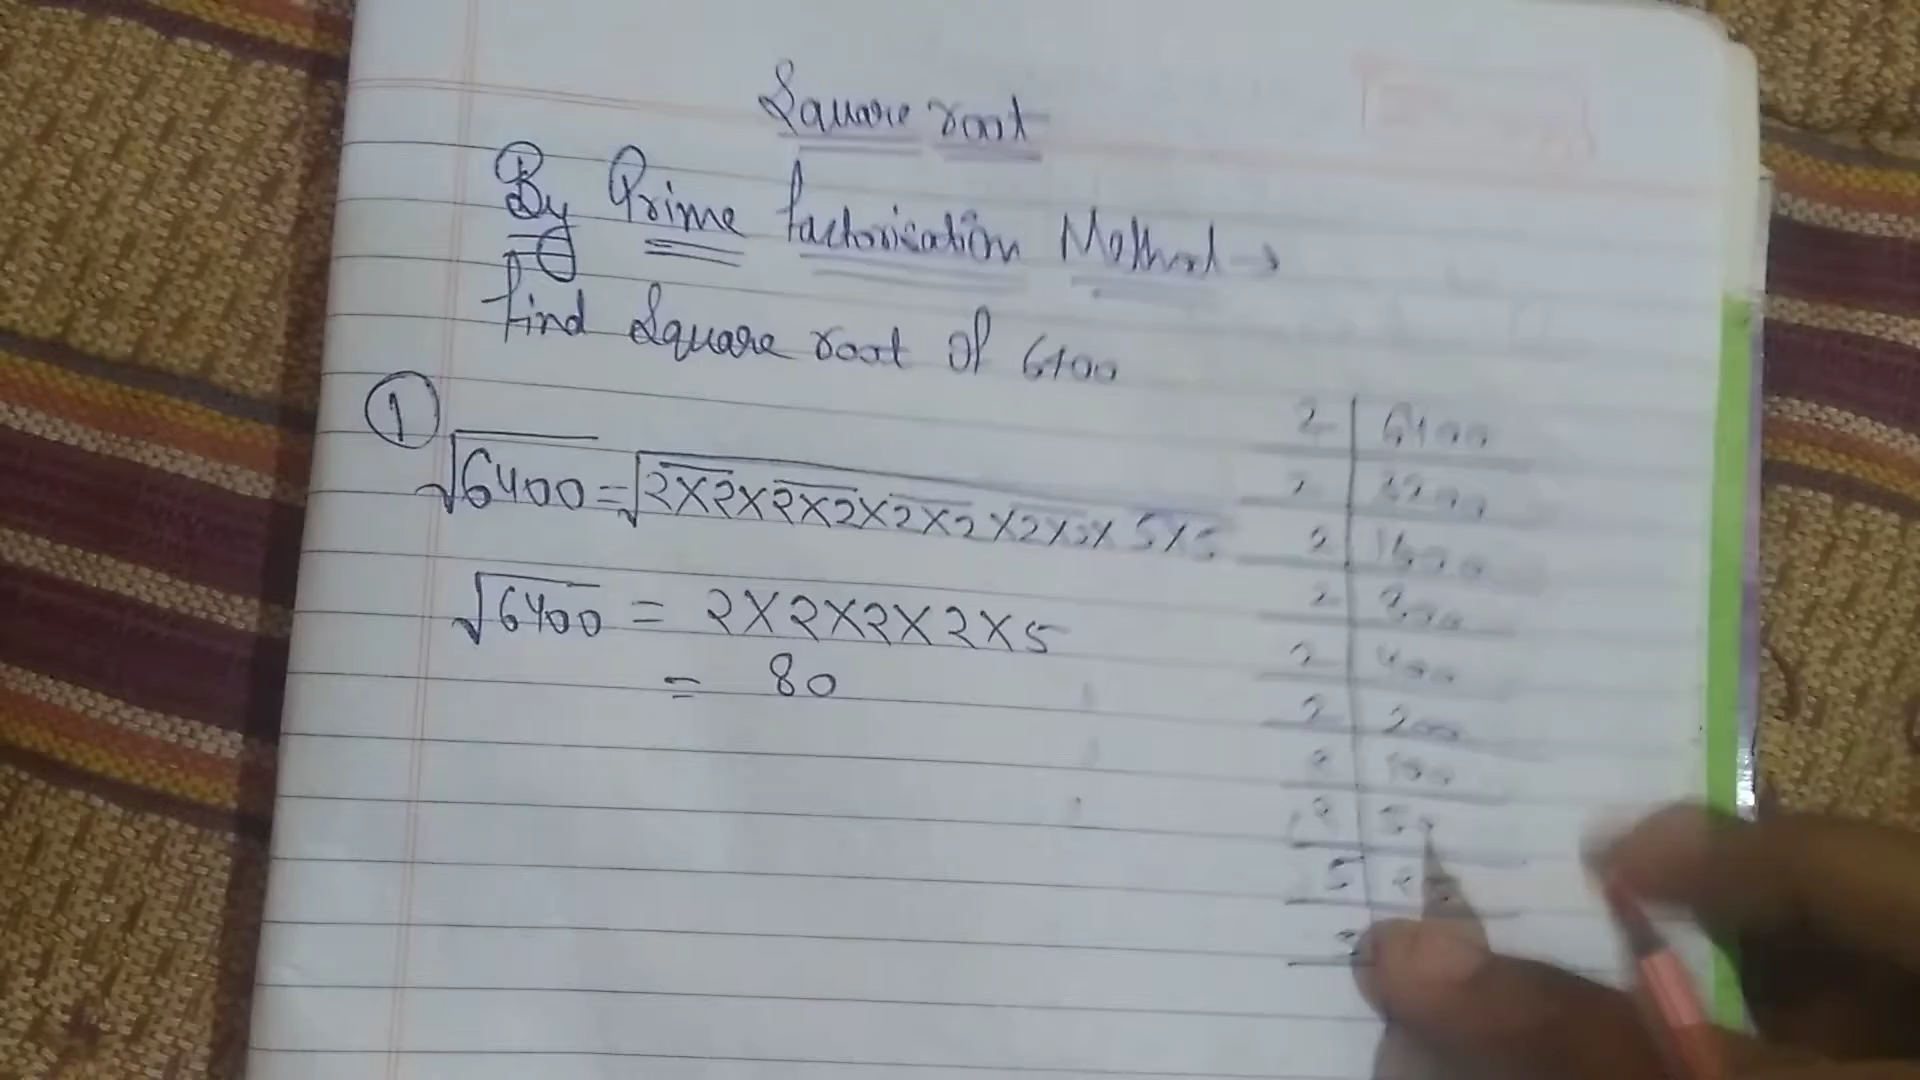 Square root
By Prime factorisation Method →
find Square root of 6400
①
√6400 = √2×2×2×2×2×2×2×2×5×5
√6400 = 2×2×2×2×5
= 80
2 | 6400
2 | 3200
2 | 1600
2 | 800
2 | 400
2 | 200
2 | 100
2 | 50
5